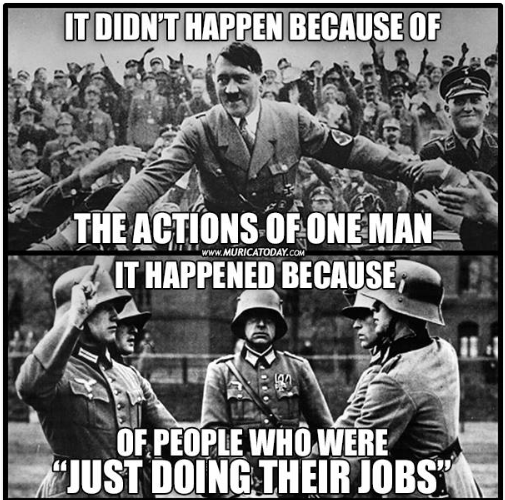 IT DIDN'T HAPPEN BECAUSE OF
THE ACTIONS OF ONE MAN
WWW.MURICATODAY.COM
IT HAPPENED BECAUSE
OF PEOPLE WHO WERE
"JUST DOING THEIR JOBS"